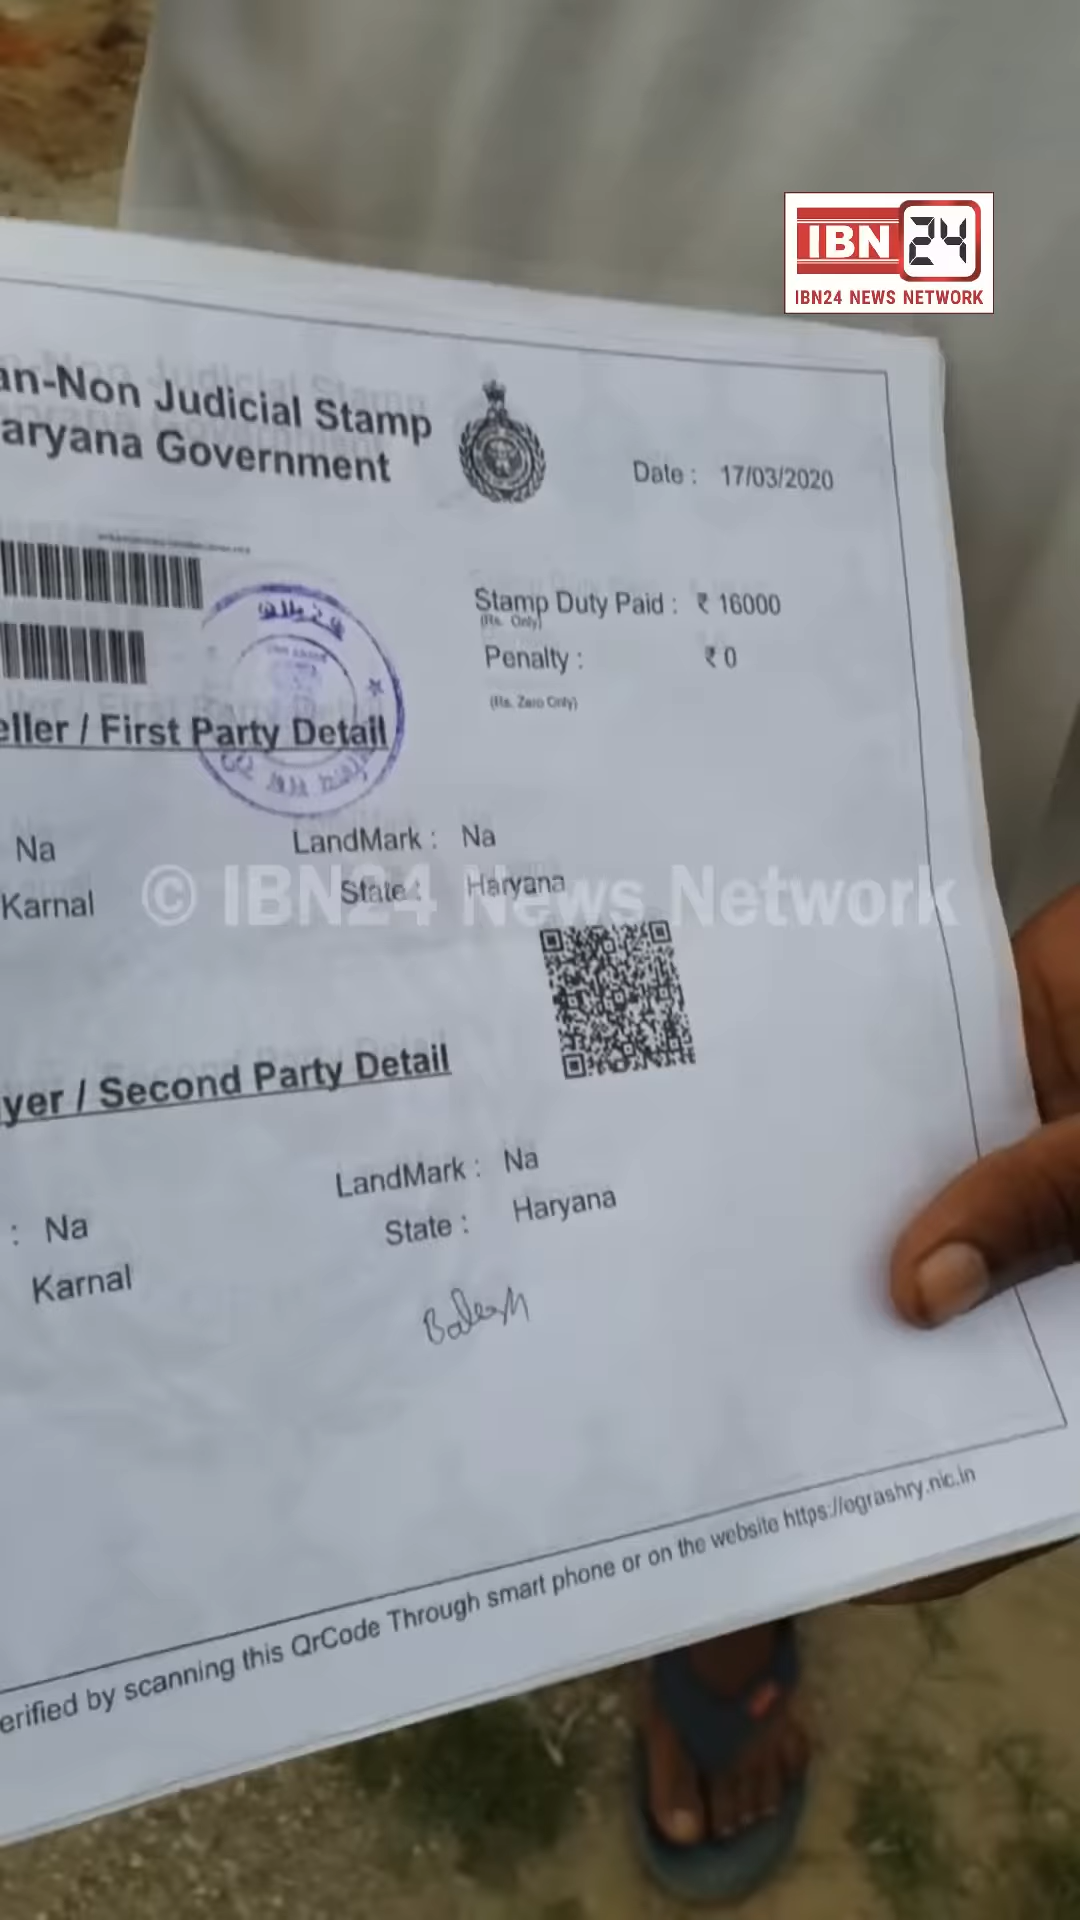 IBN 24
IBN24 NEWS NETWORK
an-Non Judicial Stamp
aryana Government
Date : 17/03/2020
Stamp Duty Paid : ₹ 16000
(Rs. Only)
Penalty : ₹ 0
(Rs. Zero Only)
eller / First Party Detail
Na LandMark : Na
Karnal State : Haryana
© IBN24 News Network
yer / Second Party Detail
LandMark : Na
: Na
State : Haryana
Karnal
Balesh
erified by scanning this QrCode Through smart phone or on the website https://egrashry.nic.in